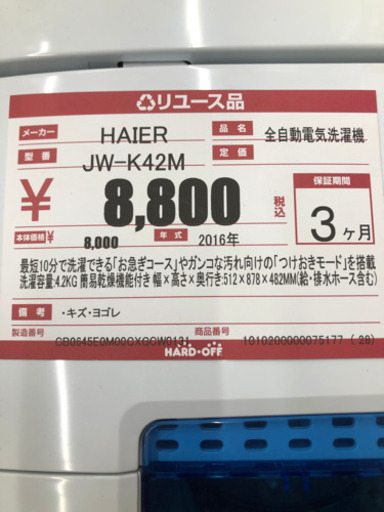 リユース品
メーカー HAIER 品名 全自動電気洗濯機
型番 JW-K42M 定価
¥ 8,800 税込 保証期間 3ヶ月
本体価格¥ 8,000 年式 2016年
最短10分で洗濯できる「お急ぎコース」やガンコな汚れ向けの「つけおきモード」を搭載
洗濯容量:4.2KG 簡易乾燥機能付き 幅×高さ×奥行き:512×878×482MM(給・排水ホース含む)
備考 ・キズ・ヨゴレ
製造番号 商品番号 1010200000075177 (28)
HARD・OFF